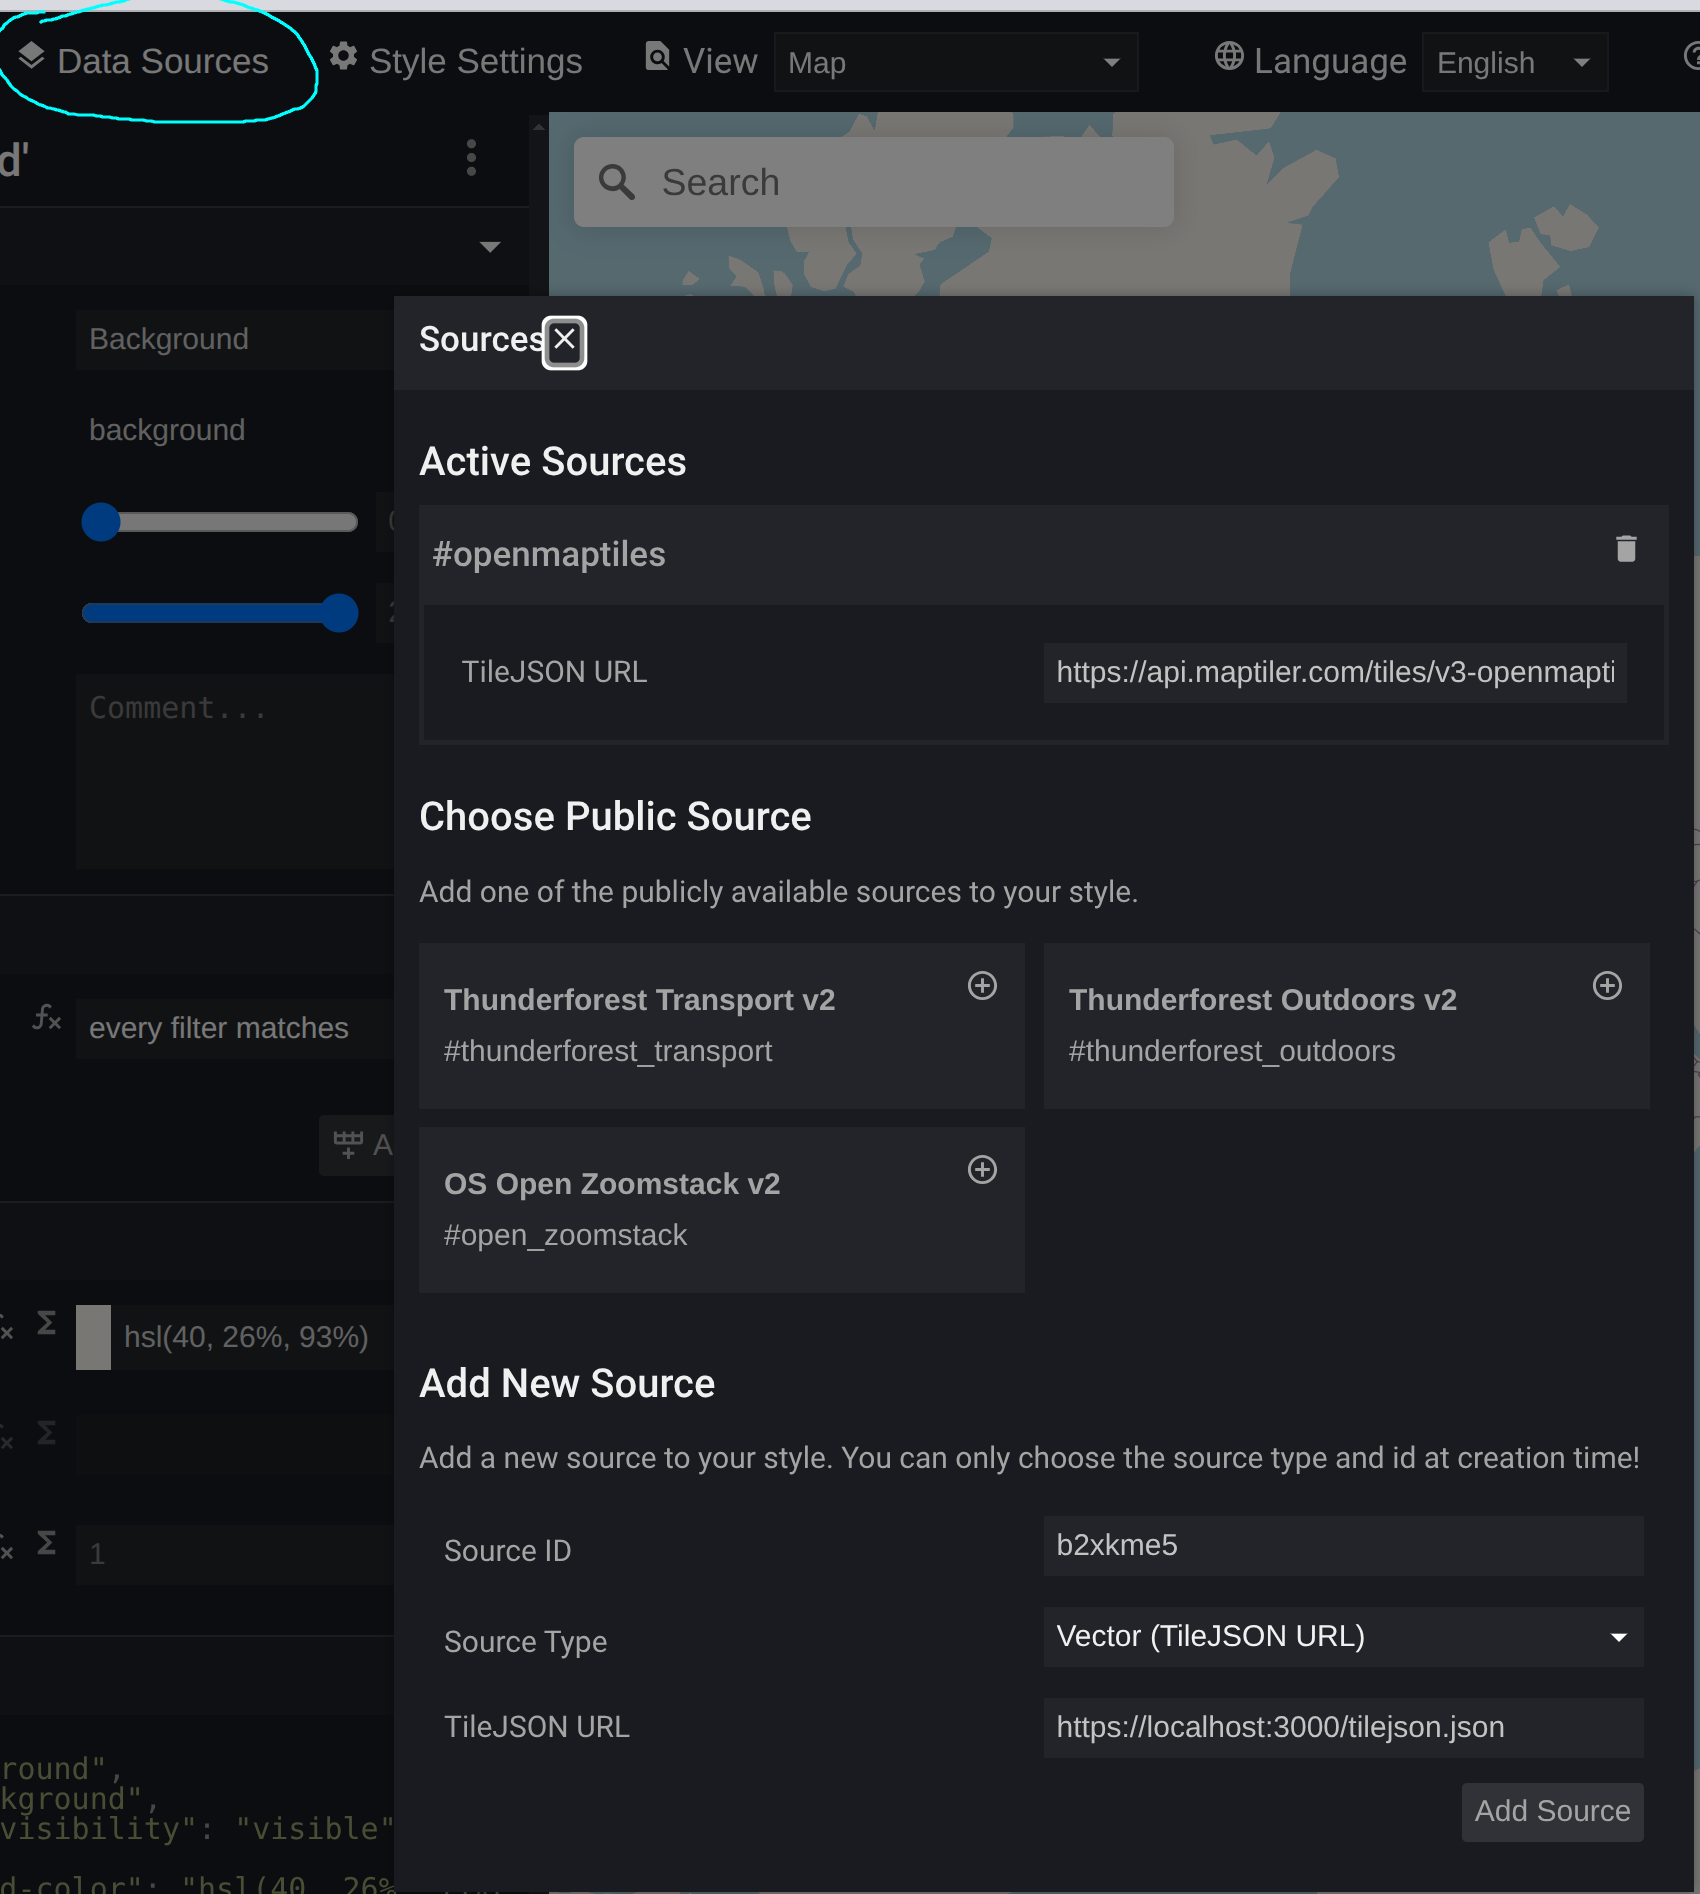 Data Sources Style Settings View Map Language English
d'
Search
Background
background
Comment...
every filter matches
hsl(40, 26%, 93%)
1
round",
kground",
visibility": "visible"
d-color": "hsl(40, 26%
Sources
Active Sources
#openmaptiles
TileJSON URL https://api.maptiler.com/tiles/v3-openmapti
Choose Public Source
Add one of the publicly available sources to your style.
Thunderforest Transport v2
#thunderforest_transport
Thunderforest Outdoors v2
#thunderforest_outdoors
OS Open Zoomstack v2
#open_zoomstack
Add New Source
Add a new source to your style. You can only choose the source type and id at creation time!
Source ID b2xkme5
Source Type Vector (TileJSON URL)
TileJSON URL https://localhost:3000/tilejson.json
Add Source